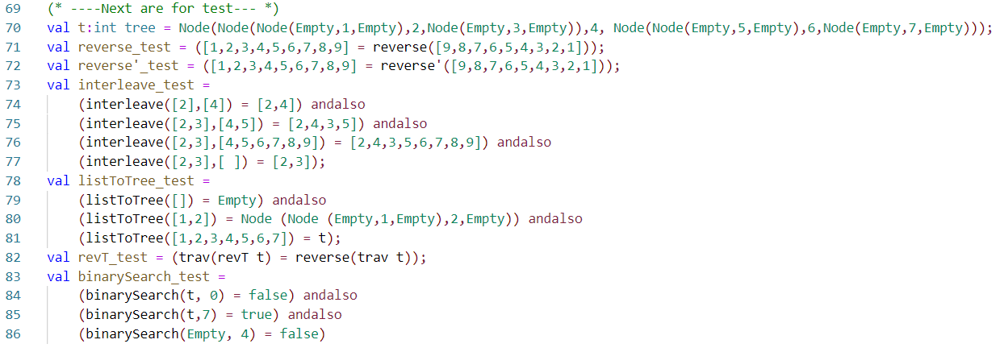 69 (* ----Next are for test--- *)
70 val t:int tree = Node(Node(Node(Empty,1,Empty),2,Node(Empty,3,Empty)),4, Node(Node(Empty,5,Empty),6,Node(Empty,7,Empty)));
71 val reverse_test = ([1,2,3,4,5,6,7,8,9] = reverse([9,8,7,6,5,4,3,2,1]));
72 val reverse'_test = ([1,2,3,4,5,6,7,8,9] = reverse'([9,8,7,6,5,4,3,2,1]));
73 val interleave_test =
74     (interleave([2],[4]) = [2,4]) andalso
75     (interleave([2,3],[4,5]) = [2,4,3,5]) andalso
76     (interleave([2,3],[4,5,6,7,8,9]) = [2,4,3,5,6,7,8,9]) andalso
77     (interleave([2,3],[ ]) = [2,3]);
78 val listToTree_test =
79     (listToTree([]) = Empty) andalso
80     (listToTree([1,2]) = Node (Node (Empty,1,Empty),2,Empty)) andalso
81     (listToTree([1,2,3,4,5,6,7]) = t);
82 val revT_test = (trav(revT t) = reverse(trav t));
83 val binarySearch_test =
84     (binarySearch(t, 0) = false) andalso
85     (binarySearch(t,7) = true) andalso
86     (binarySearch(Empty, 4) = false)